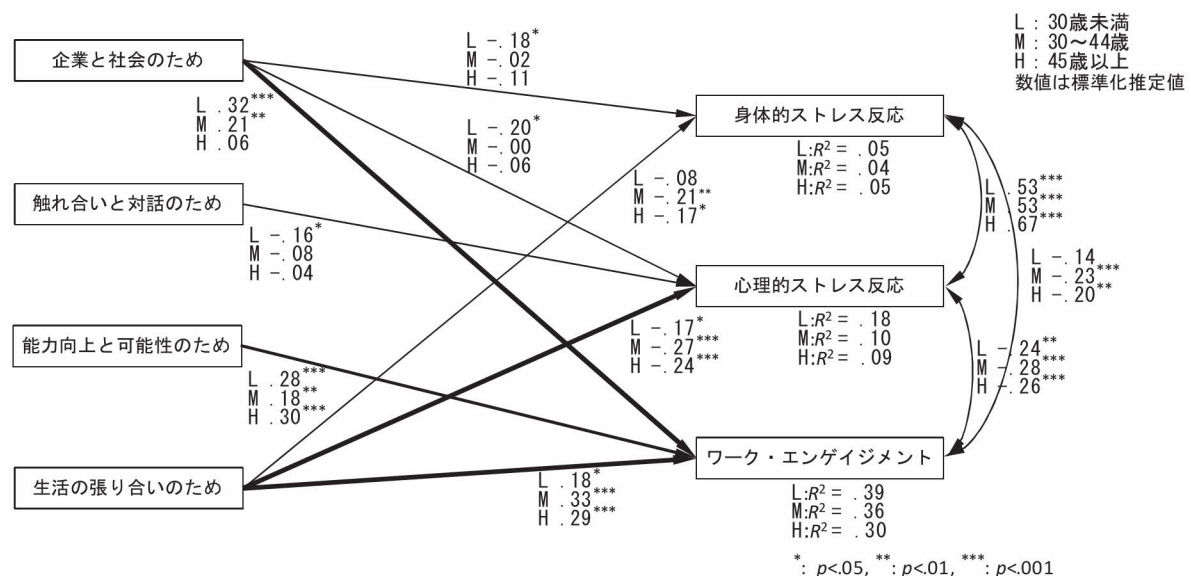 L : 30歳未満
M : 30～44歳
H : 45歳以上
数値は標準化推定値
企業と社会のため
触れ合いと対話のため
能力向上と可能性のため
生活の張り合いのため
L -.18*
M -.02
H -.11
L .32***
M .21**
H .06
L -.20*
M -.00
H -.06
L -.16*
M -.08
H -.04
L -.08
M -.21**
H -.17*
L .28***
M .18**
H .30***
L -.17*
M -.27***
H -.24***
L .18*
M .33***
H .29***
身体的ストレス反応
L:R² = .05
M:R² = .04
H:R² = .05
心理的ストレス反応
L:R² = .18
M:R² = .10
H:R² = .09
ワーク・エンゲイジメント
L:R² = .39
M:R² = .36
H:R² = .30
L .53***
M .53***
H .67***
L -.14
M -.23***
H -.20**
L -.24**
M -.28***
H -.26***
*: p<.05, **: p<.01, ***: p<.001